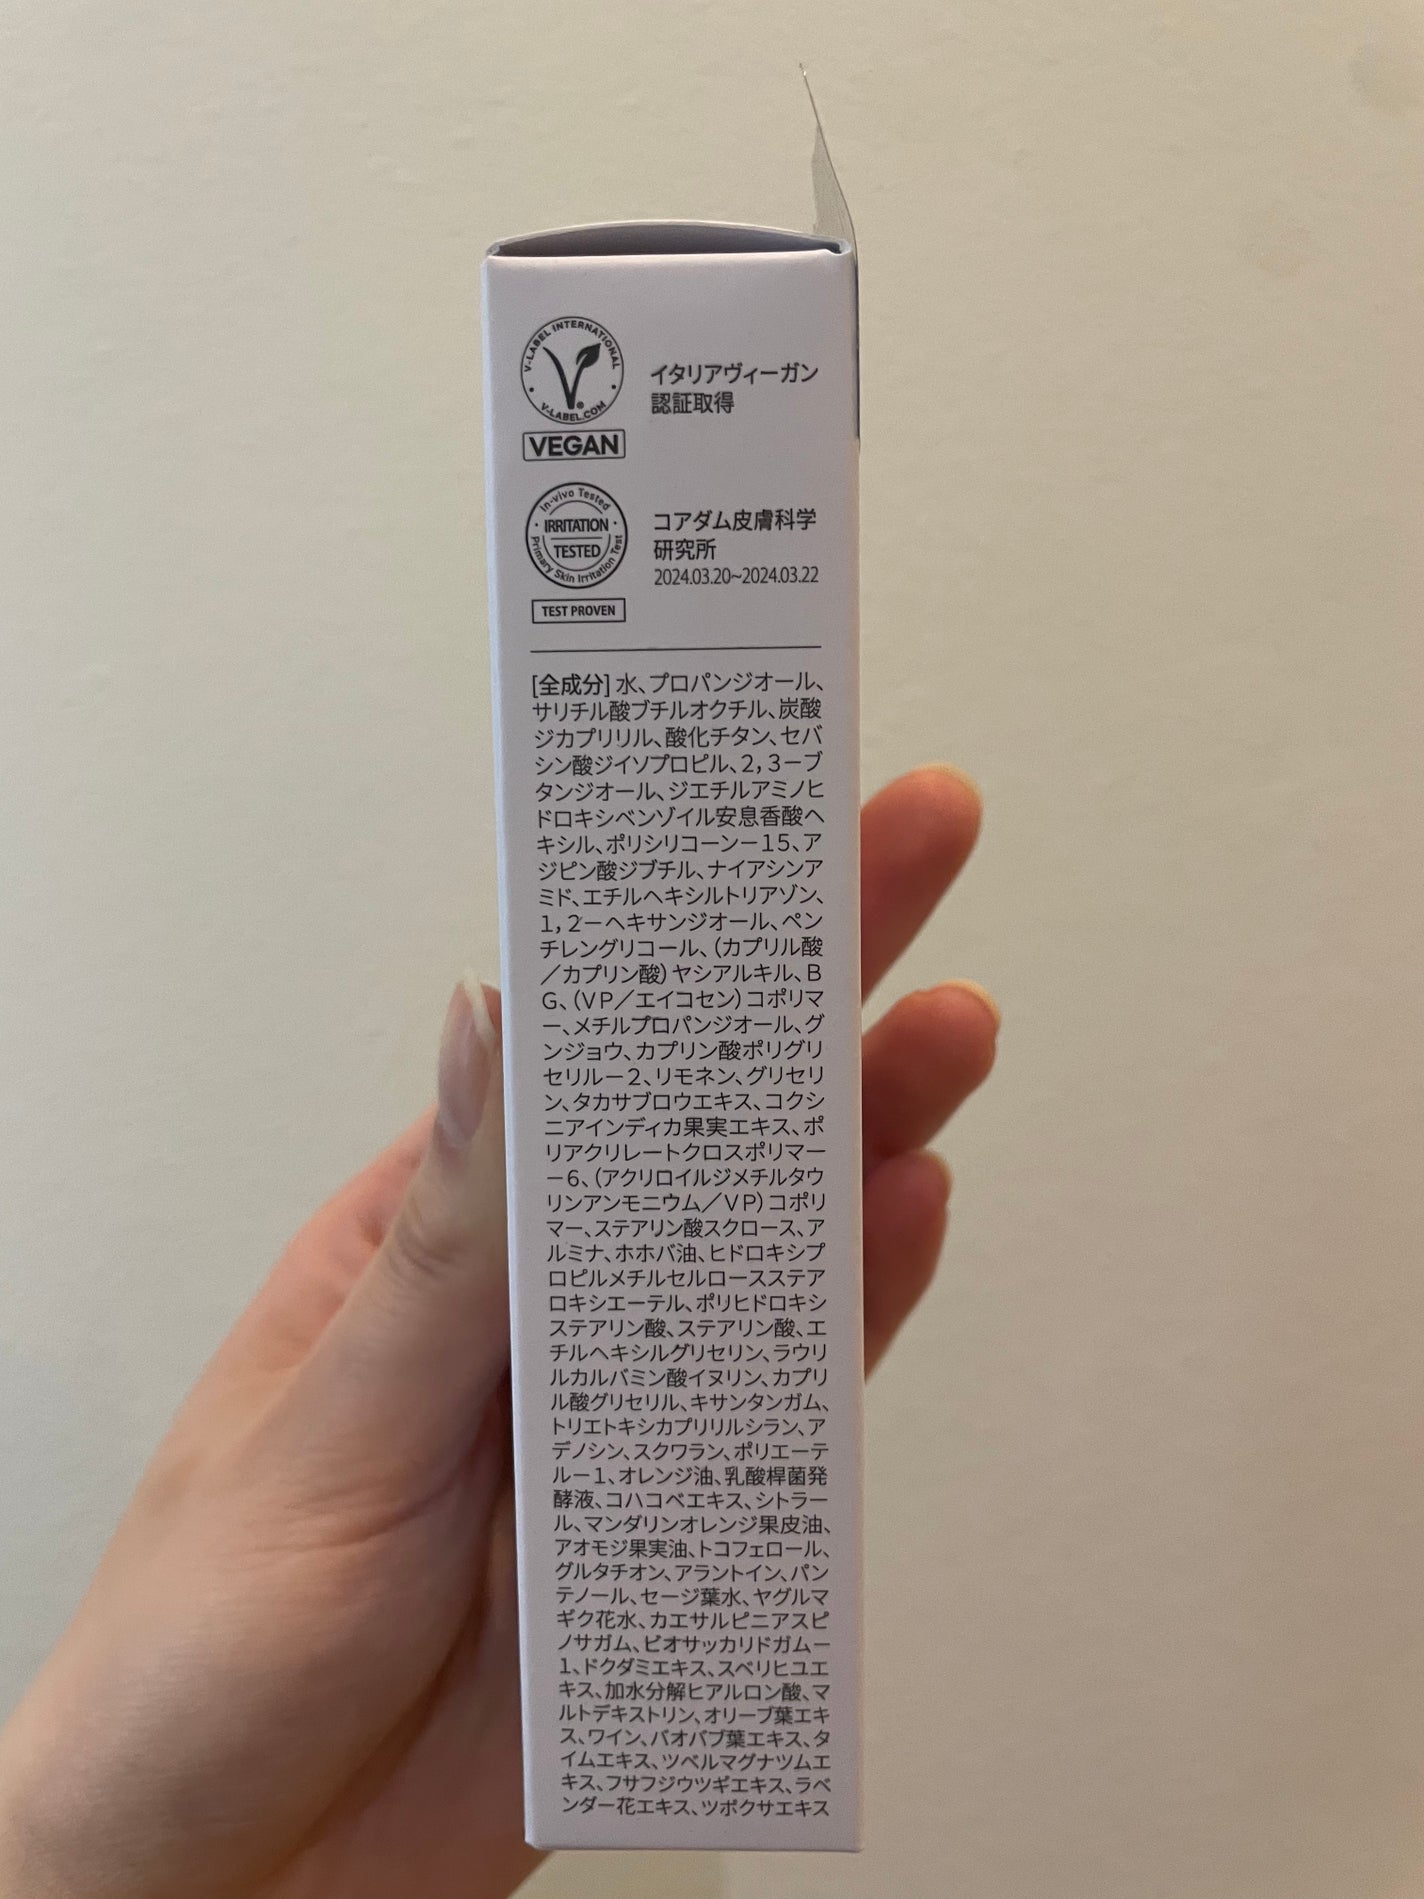 V-LABEL INTERNATIONAL
V-LABEL.COM
VEGAN
イタリアヴィーガン
認証取得
In-vivo Tested
IRRITATION
TESTED
Primary Skin Irritation Test
TEST PROVEN
コアダム皮膚科学
研究所
2024.03.20~2024.03.22
[全成分] 水、プロパンジオール、
サリチル酸ブチルオクチル、炭酸
ジカプリリル、酸化チタン、セバ
シン酸ジイソプロピル、2，3－ブ
タンジオール、ジエチルアミノヒ
ドロキシベンゾイル安息香酸ヘ
キシル、ポリシリコーン－15、ア
ジピン酸ジブチル、ナイアシンア
ミド、エチルヘキシルトリアゾン、
1，2－ヘキサンジオール、ペン
チレングリコール、（カプリル酸
／カプリン酸）ヤシアルキル、B
G、（VP／エイコセン）コポリマ
ー、メチルプロパンジオール、グ
ンジョウ、カプリン酸ポリグリ
セリル－2、リモネン、グリセリ
ン、タカサブロウエキス、コクシ
ニアインディカ果実エキス、ポ
リアクリレートクロスポリマー
－6、（アクリロイルジメチルタウ
リンアンモニウム／VP）コポリ
マー、ステアリン酸スクロース、ア
ルミナ、ホホバ油、ヒドロキシプ
ロピルメチルセルロースステア
ロキシエーテル、ポリヒドロキシ
ステアリン酸、ステアリン酸、エ
チルヘキシルグリセリン、ラウリ
ルカルバミン酸イヌリン、カプリ
ル酸グリセリル、キサンタンガム、
トリエトキシカプリリルシラン、ア
デノシン、スクワラン、ポリエーテ
ル－1、オレンジ油、乳酸桿菌発
酵液、コハコベエキス、シトラー
ル、マンダリンオレンジ果皮油、
アオモジ果実油、トコフェロール、
グルタチオン、アラントイン、パン
テノール、セージ葉水、ヤグルマ
ギク花水、カエサルピニアスピ
ノサガム、ビオサッカリドガムー
1、ドクダミエキス、スベリヒユエ
キス、加水分解ヒアルロン酸、マ
ルトデキストリン、オリーブ葉エキ
ス、ワイン、バオバブ葉エキス、タ
イムエキス、ツベルマグナツムエ
キス、フサフジウツギエキス、ラベ
ンダー花エキス、ツボクサエキス